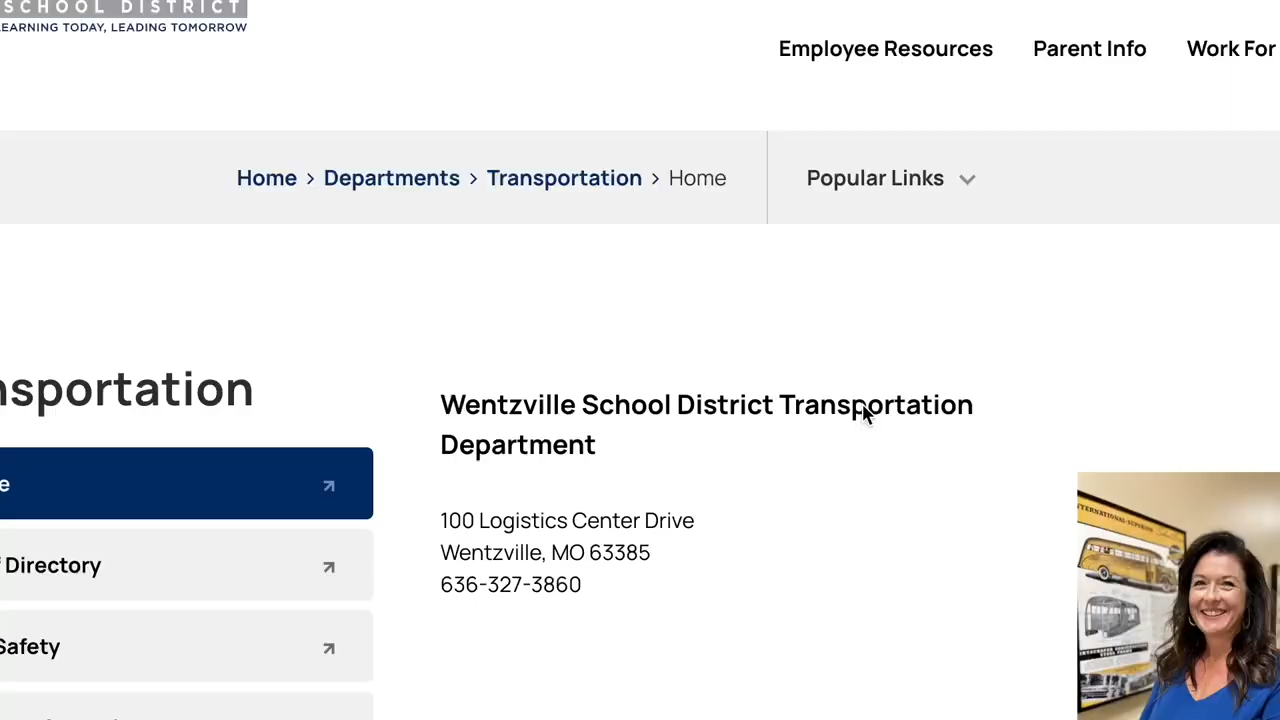 SCHOOL DISTRICT
LEARNING TODAY, LEADING TOMORROW
Employee Resources Parent Info Work For
Home > Departments > Transportation > Home
Popular Links
nsportation
Wentzville School District Transportation
Department
e
100 Logistics Center Drive
Wentzville, MO 63385
636-327-3860
Directory
Safety